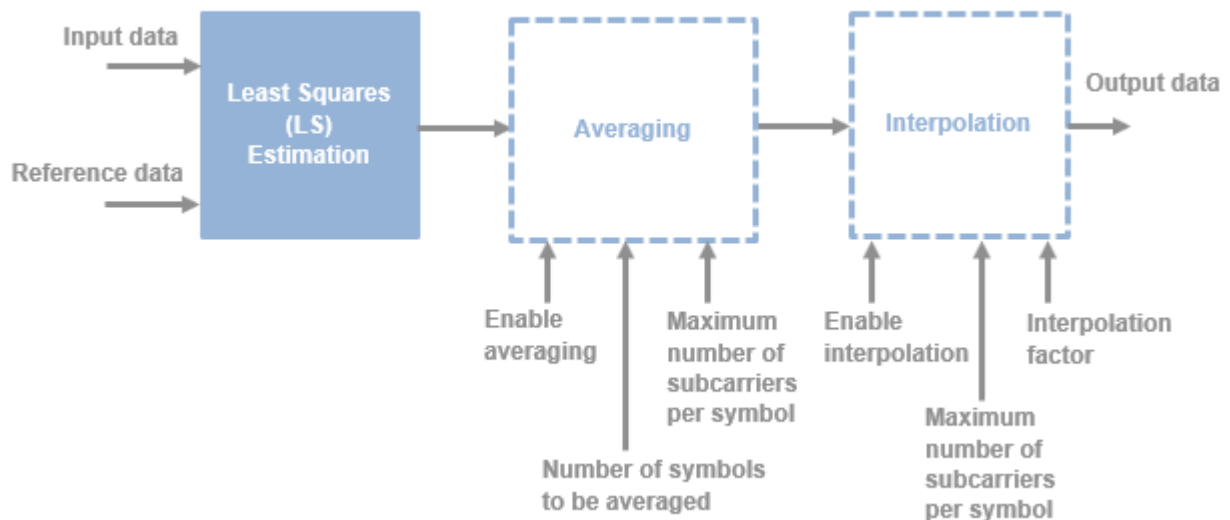 Input data
Reference data
Least Squares
(LS)
Estimation
Averaging
Interpolation
Output data
Enable
averaging
Number of symbols
to be averaged
Maximum
number of
subcarriers
per symbol
Enable
interpolation
Maximum
number of
subcarriers
per symbol
Interpolation
factor